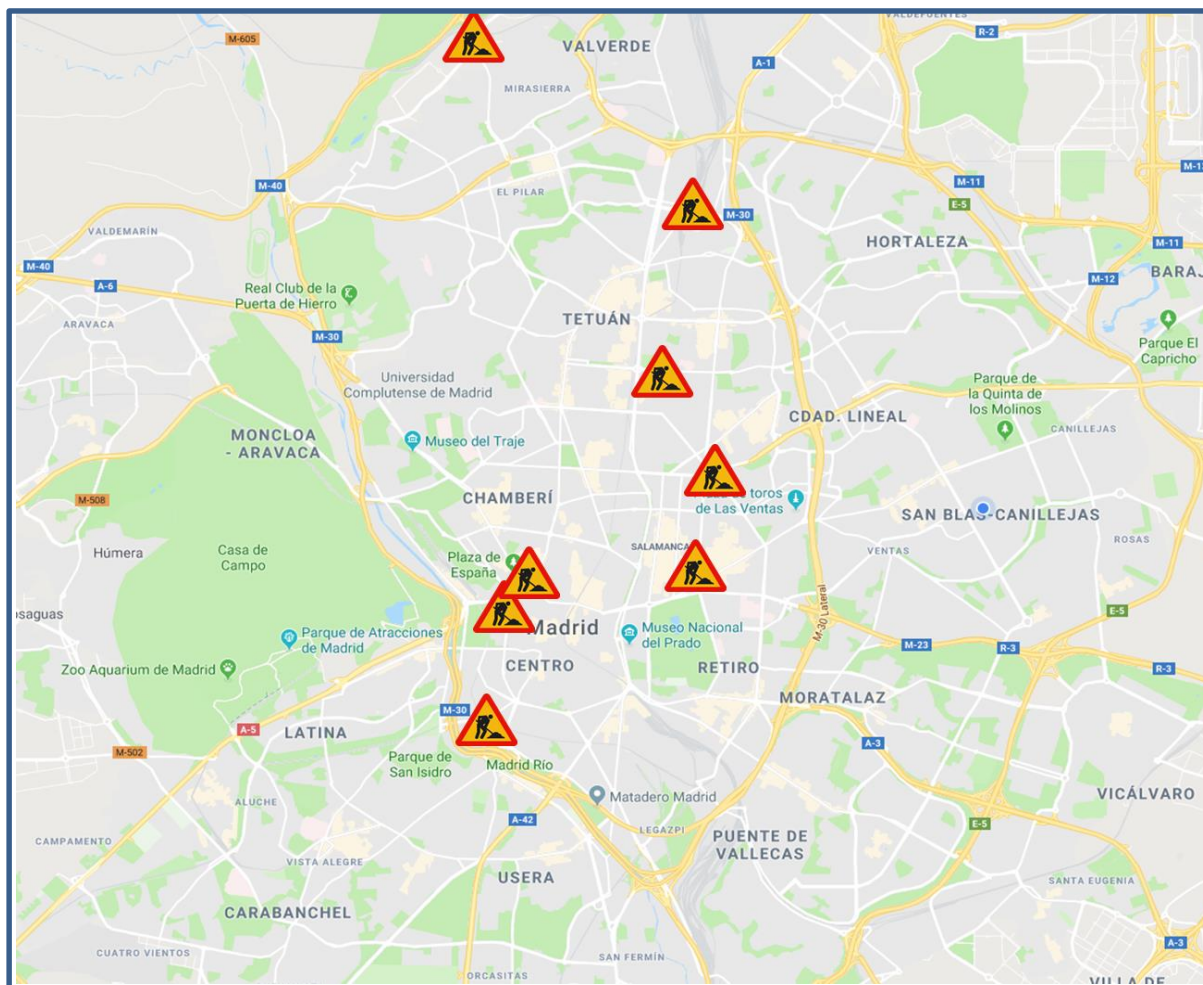 VALDEFUENTES
M-605
R-2
VALVERDE
A-1
MIRASIERRA
M-40
EL PILAR
M-11
E-5
M-30
VALDEMARÍN
HORTALEZA
M-11
M-40
BARAJ
M-12
A-6
Real Club de la
Puerta de Hierro
TETUÁN
ARAVACA
M-30
Parque El
Capricho
Universidad
Complutense de Madrid
Parque de
la Quinta de
los Molinos
CDAD. LINEAL
CANILLEJAS
MONCLOA
- ARAVACA
Museo del Traje
M-508
CHAMBERÍ
de toros
de Las Ventas
SAN BLAS-CANILLEJAS
ROSAS
Húmera
Casa de
Campo
Plaza de
España
SALAMANCA
VENTAS
osaguas
M-30 Lateral
E-5
Parque de Atracciones
de Madrid
Madrid
Museo Nacional
del Prado
M-23
R-3
R-3
Zoo Aquarium de Madrid
CENTRO
RETIRO
MORATALAZ
M-30
A-5
LATINA
M-502
A-3
Parque de
San Isidro
Madrid Río
Matadero Madrid
VICÁLVARO
ALUCHE
A-42
LEGAZPI
E-5
CAMPAMENTO
PUENTE DE
VALLECAS
VISTA ALEGRE
USERA
SANTA EUGENIA
CARABANCHEL
A-3
CUATRO VIENTOS
SAN FERMÍN
ORCASITAS
VILLA DE